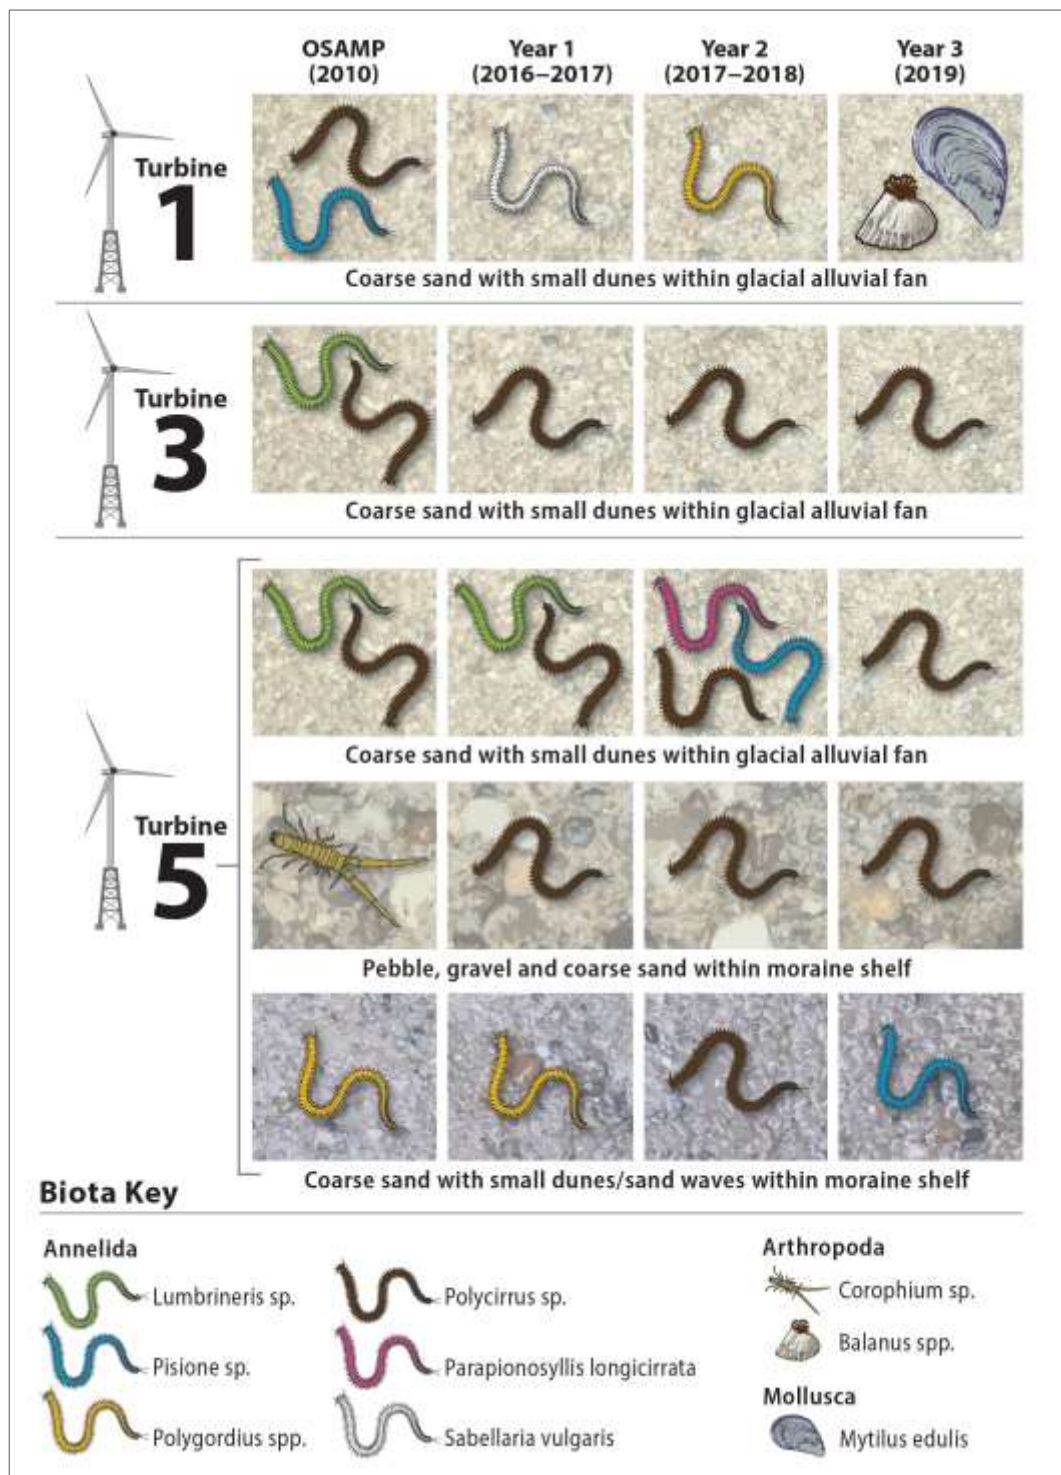 OSAMP
(2010)
Year 1
(2016–2017)
Year 2
(2017–2018)
Year 3
(2019)
Turbine
1
Coarse sand with small dunes within glacial alluvial fan
Turbine
3
Coarse sand with small dunes within glacial alluvial fan
Turbine
5
Coarse sand with small dunes within glacial alluvial fan
Pebble, gravel and coarse sand within moraine shelf
Coarse sand with small dunes/sand waves within moraine shelf
Biota Key
Annelida
Lumbrineris sp.
Pisione sp.
Polygordius spp.
Polycirrus sp.
Parapionosyllis longicirrata
Sabellaria vulgaris
Arthropoda
Corophium sp.
Balanus spp.
Mollusca
Mytilus edulis